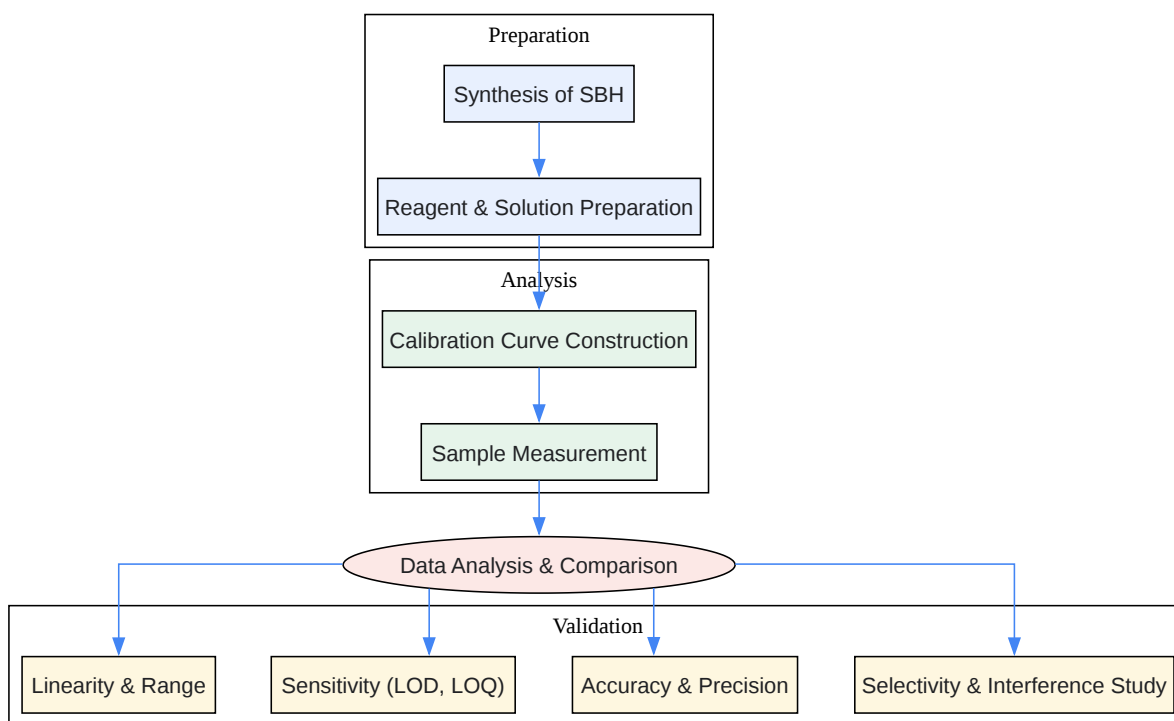 Preparation
Synthesis of SBH
Reagent & Solution Preparation
Analysis
Calibration Curve Construction
Sample Measurement
Data Analysis & Comparison
Validation
Linearity & Range
Sensitivity (LOD, LOQ)
Accuracy & Precision
Selectivity & Interference Study